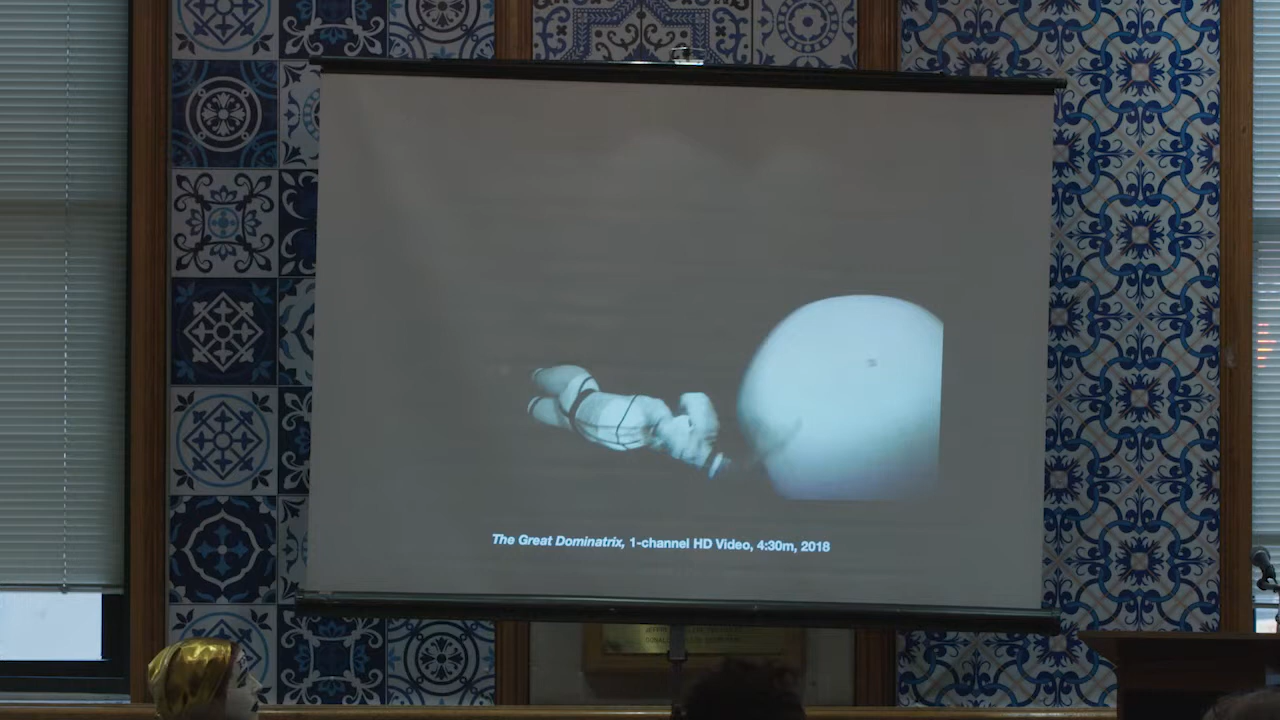 The Great Dominatrix, 1-channel HD Video, 4:30m, 2018